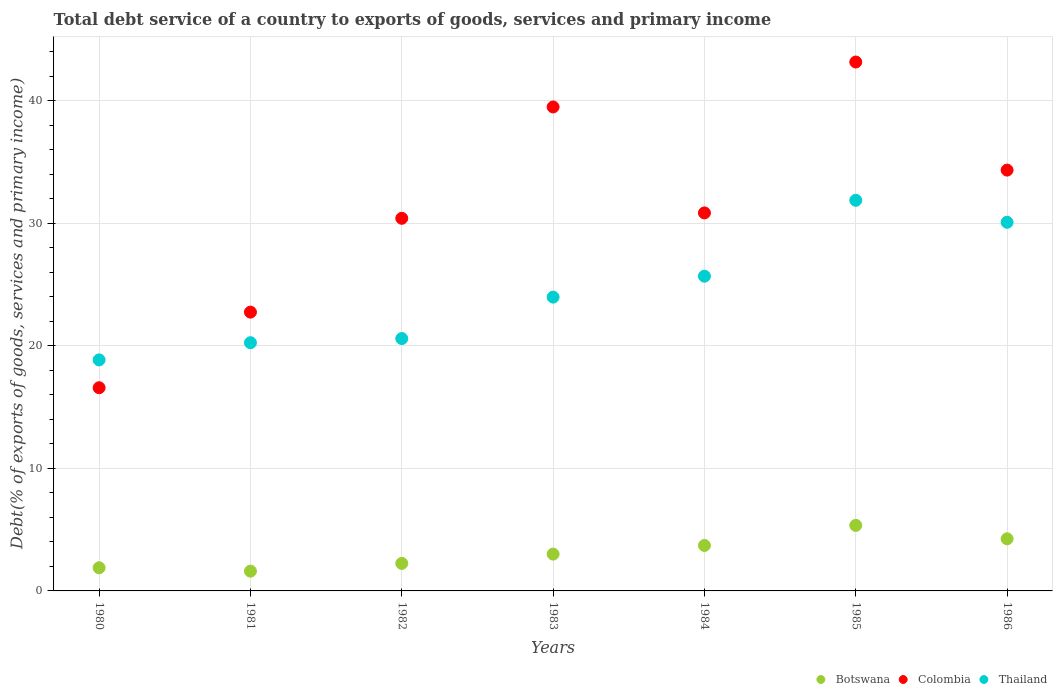 Total debt service of a country to exports of goods, services and primary income
Debt(% of exports of goods, services and primary income)
40
30
20
10
0
1980
1981
1982
1983
1984
1985
1986
Years
Botswana
Colombia
Thailand